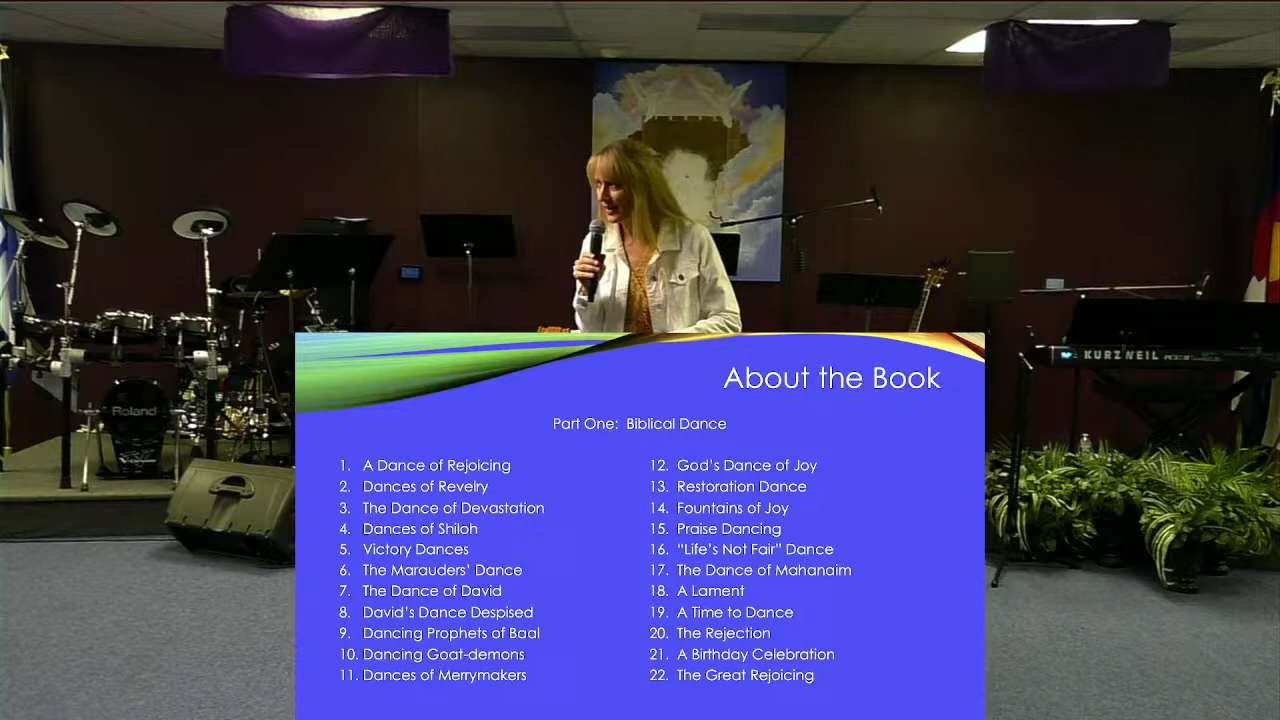 About the Book
Part One: Biblical Dance
1. A Dance of Rejoicing
2. Dances of Revelry
3. The Dance of Devastation
4. Dances of Shiloh
5. Victory Dances
6. The Marauders' Dance
7. The Dance of David
8. David's Dance Despised
9. Dancing Prophets of Baal
10. Dancing Goat-demons
11. Dances of Merrymakers
12. God's Dance of Joy
13. Restoration Dance
14. Fountains of Joy
15. Praise Dancing
16. "Life's Not Fair" Dance
17. The Dance of Mahanaim
18. A Lament
19. A Time to Dance
20. The Rejection
21. A Birthday Celebration
22. The Great Rejoicing
Roland
KURZWEIL